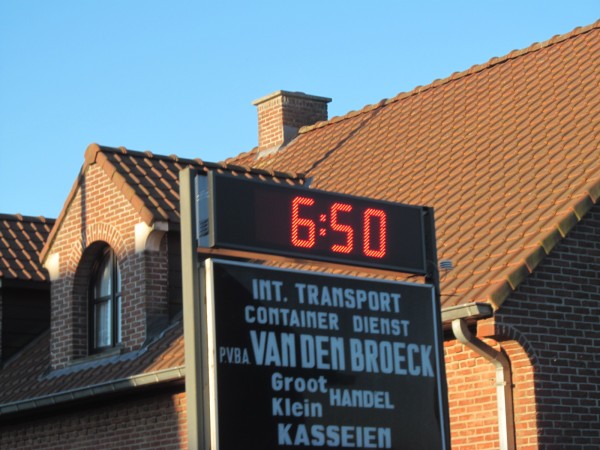 6:50
INT. TRANSPORT
CONTAINER DIENST
PVBA VAN DEN BROECK
Groot
Klein HANDEL
KASSEIEN